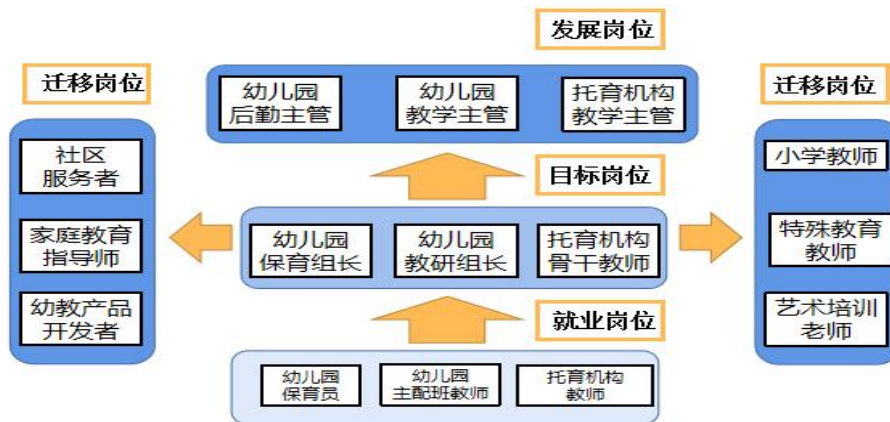 发展岗位
迁移岗位
迁移岗位
幼儿园
后勤主管
幼儿园
教学主管
托育机构
教学主管
社区
服务者
家庭教育
指导师
幼教产品
开发者
目标岗位
幼儿园
保育组长
幼儿园
教研组长
托育机构
骨干教师
小学教师
特殊教育
教师
艺术培训
老师
就业岗位
幼儿园
保育员
幼儿园
主配班教师
托育机构
教师